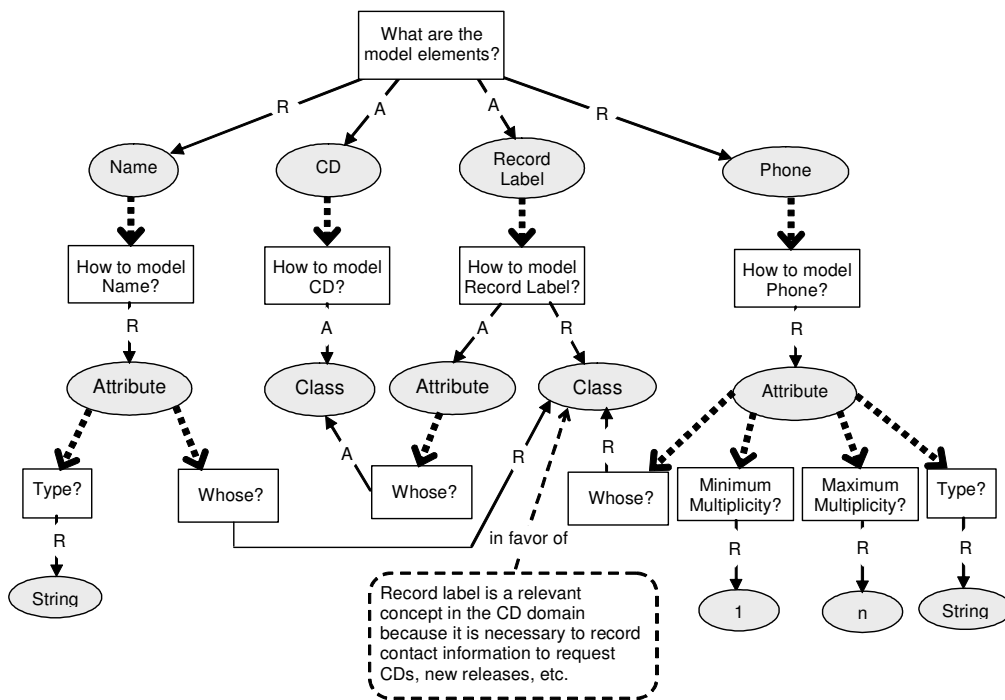 What are the
model elements?
R
A
A
R
Name
CD
Record
Label
Phone
How to model
Name?
How to model
CD?
How to model
Record Label?
How to model
Phone?
R
A
A
R
R
Attribute
Class
Attribute
Class
Attribute
A
R
R
Type?
Whose?
Whose?
Whose?
Minimum
Multiplicity?
Maximum
Multiplicity?
Type?
R
in favor of
R
R
R
String
Record label is a relevant
concept in the CD domain
because it is necessary to record
contact information to request
CDs, new releases, etc.
1
n
String